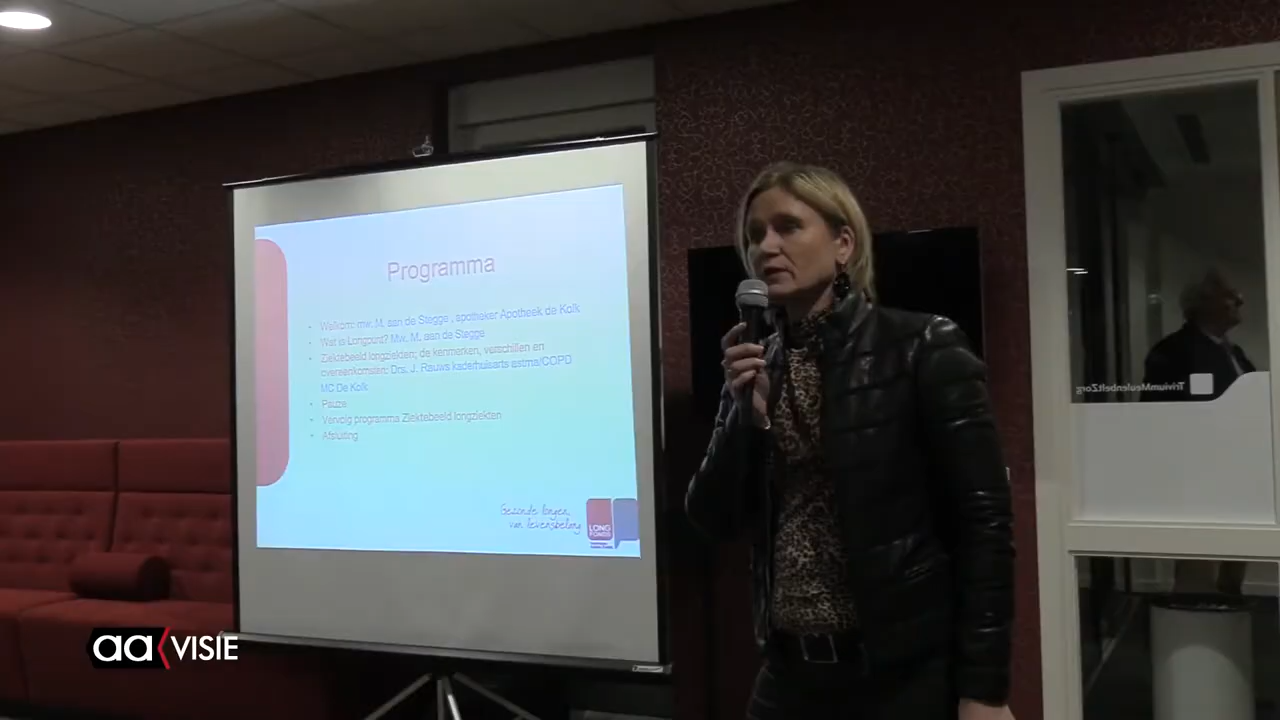 Programma
• Welkom: mw. M. aan de Stegge , apotheker Apotheek de Kolk
• Wat is Longpunt? Mw. M. aan de Stegge
• Ziektebeeld longziekten; de kenmerken, verschillen en
overeenkomsten: Drs. J. Rauws kaderhuisarts astma/COPD
MC De Kolk
• Pauze
• Vervolg programma Ziektebeeld longziekten
• Afsluiting
Gezonde longen,
van levensbelang
LONG
FONDS
TriviumMeulenbeltZorg
aa VISIE